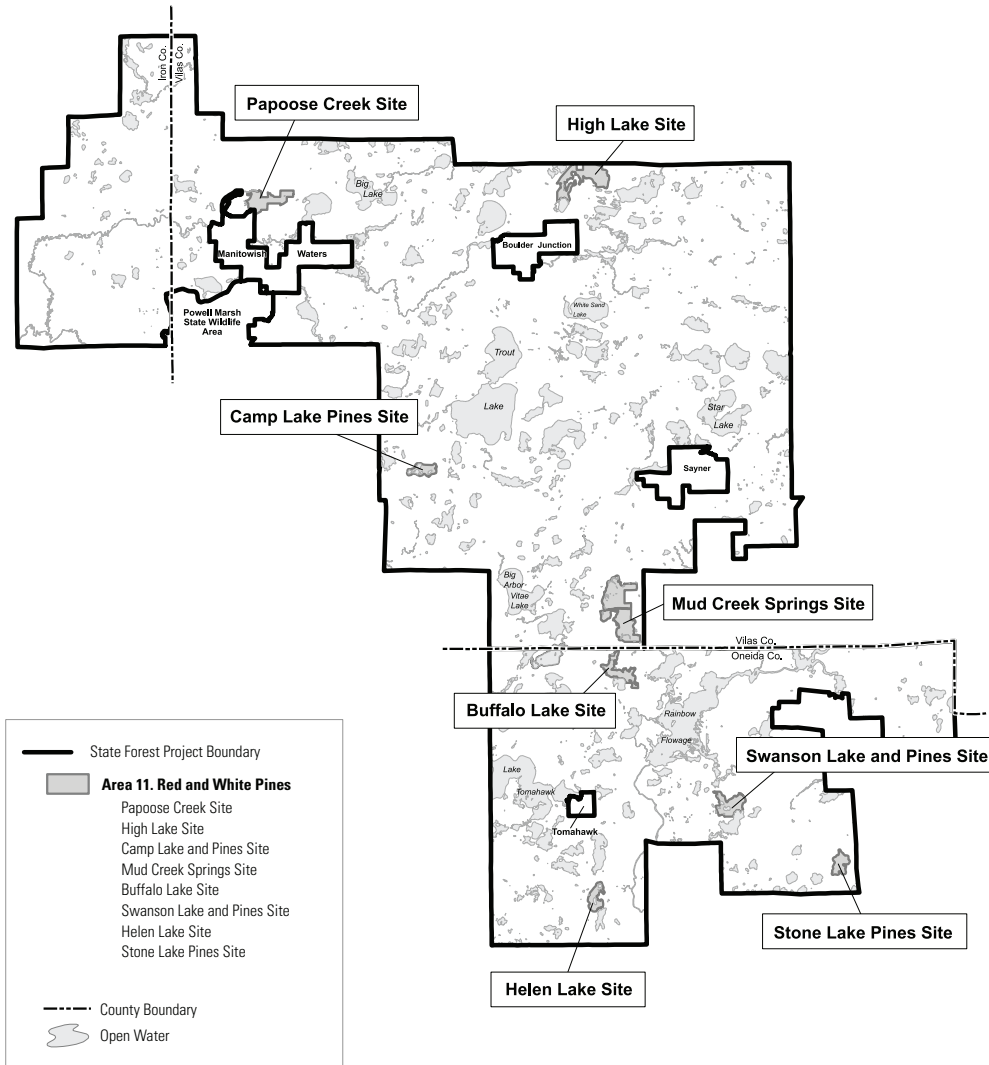 Iron Co.
Vilas Co.
Papoose Creek Site
High Lake Site
Big
Lake
Boulder Junction
Manitowish
Waters
Powell Marsh
State Wildlife
Area
White Sand
Lake
Trout
Lake
Camp Lake Pines Site
Star
Lake
Sayner
Big
Arbor
Vitae
Lake
Mud Creek Springs Site
Vilas Co.
Oneida Co.
Buffalo Lake Site
Rainbow
Flowage
Swanson Lake and Pines Site
Lake
Tomahawk
Tomahawk
Stone Lake Pines Site
Helen Lake Site
State Forest Project Boundary
Area 11. Red and White Pines
Papoose Creek Site
High Lake Site
Camp Lake and Pines Site
Mud Creek Springs Site
Buffalo Lake Site
Swanson Lake and Pines Site
Helen Lake Site
Stone Lake Pines Site
County Boundary
Open Water